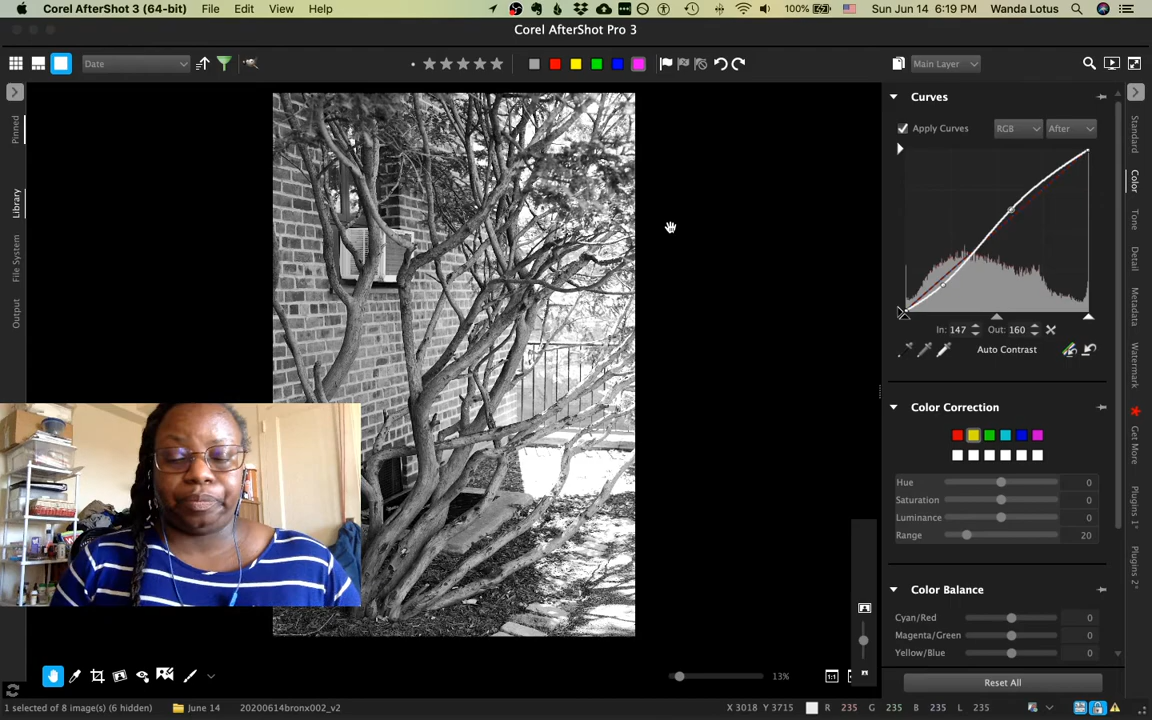 Corel AfterShot 3 (64-bit) File Edit View Help 100% Sun Jun 14 6:19 PM Wanda Lotus
Corel AfterShot Pro 3
Date Main Layer
Pinned
Library
File System
Output
Curves
Apply Curves RGB After
In: 147 Out: 160
Auto Contrast
Color Correction
Hue 0
Saturation 0
Luminance 0
Range 20
Color Balance
Cyan/Red 0
Magenta/Green 0
Yellow/Blue 0
Reset All
Standard
Color
Tone
Detail
Metadata
Watermark
Get More
Plugins 1*
Plugins 2*
13% 1:1
1 selected of 8 image(s) (6 hidden) June 14 20200614bronx002_v2 X 3018 Y 3715 R 235 G 235 B 235 L 235